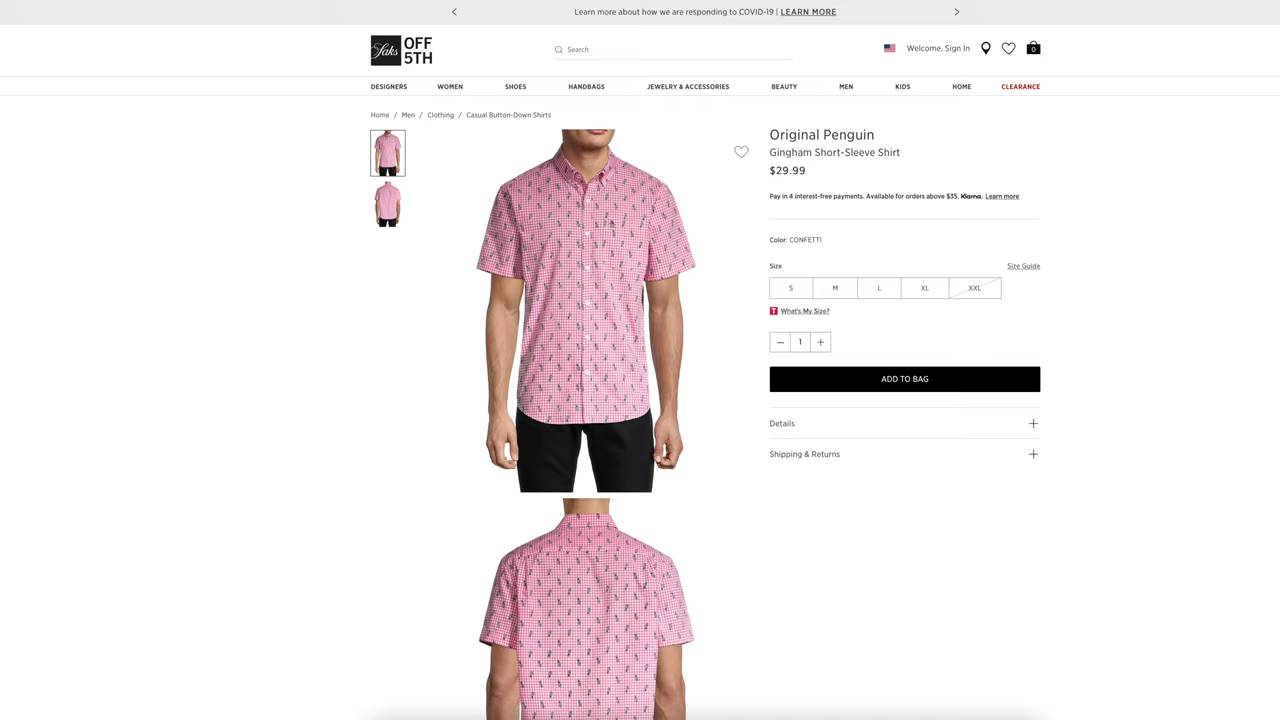 Learn more about how we are responding to COVID-19 | LEARN MORE
Saks OFF 5TH
Search
Welcome, Sign In
0
DESIGNERS WOMEN SHOES HANDBAGS JEWELRY & ACCESSORIES BEAUTY MEN KIDS HOME CLEARANCE
Home / Men / Clothing / Casual Button-Down Shirts
Original Penguin
Gingham Short-Sleeve Shirt
$29.99
Pay in 4 interest-free payments. Available for orders above $35. Klarna. Learn more
Color: CONFETTI
Size
Size Guide
S M L XL XXL
T What's My Size?
— 1 +
ADD TO BAG
Details +
Shipping & Returns +